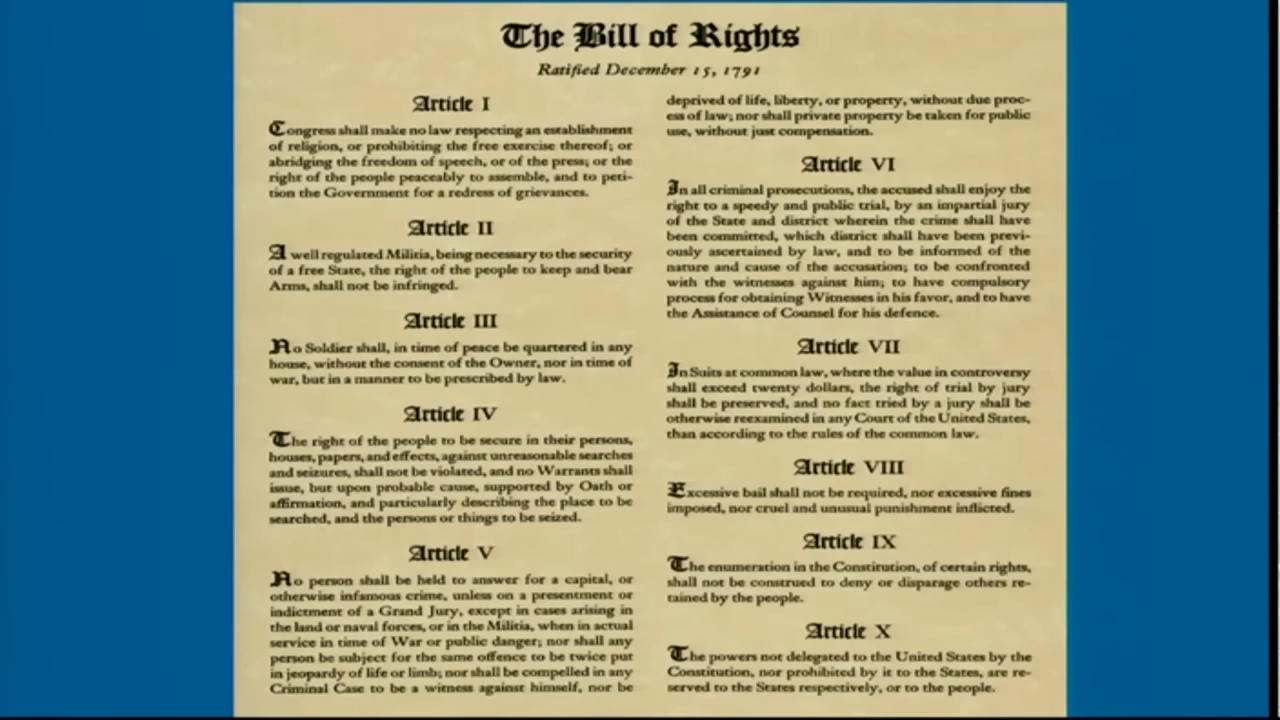 The Bill of Rights
Ratified December 15, 1791
Article I
Congress shall make no law respecting an establishment
of religion, or prohibiting the free exercise thereof; or
abridging the freedom of speech, or of the press; or the
right of the people peaceably to assemble, and to peti-
tion the Government for a redress of grievances.
Article II
A well regulated Militia, being necessary to the security
of a free State, the right of the people to keep and bear
Arms, shall not be infringed.
Article III
No Soldier shall, in time of peace be quartered in any
house, without the consent of the Owner, nor in time of
war, but in a manner to be prescribed by law.
Article IV
The right of the people to be secure in their persons,
houses, papers, and effects, against unreasonable searches
and seizures, shall not be violated, and no Warrants shall
issue, but upon probable cause, supported by Oath or
affirmation, and particularly describing the place to be
searched, and the persons or things to be seized.
Article V
No person shall be held to answer for a capital, or
otherwise infamous crime, unless on a presentment or
indictment of a Grand Jury, except in cases arising in
the land or naval forces, or in the Militia, when in actual
service in time of War or public danger; nor shall any
person be subject for the same offence to be twice put
in jeopardy of life or limb; nor shall be compelled in any
Criminal Case to be a witness against himself, nor be
deprived of life, liberty, or property, without due proc-
ess of law; nor shall private property be taken for public
use, without just compensation.
Article VI
In all criminal prosecutions, the accused shall enjoy the
right to a speedy and public trial, by an impartial jury
of the State and district wherein the crime shall have
been committed, which district shall have been previ-
ously ascertained by law, and to be informed of the
nature and cause of the accusation; to be confronted
with the witnesses against him; to have compulsory
process for obtaining Witnesses in his favor, and to have
the Assistance of Counsel for his defence.
Article VII
In Suits at common law, where the value in controversy
shall exceed twenty dollars, the right of trial by jury
shall be preserved, and no fact tried by a jury shall be
otherwise reexamined in any Court of the United States,
than according to the rules of the common law.
Article VIII
Excessive bail shall not be required, nor excessive fines
imposed, nor cruel and unusual punishment inflicted.
Article IX
The enumeration in the Constitution, of certain rights,
shall not be construed to deny or disparage others re-
tained by the people.
Article X
The powers not delegated to the United States by the
Constitution, nor prohibited by it to the States, are re-
served to the States respectively, or to the people.